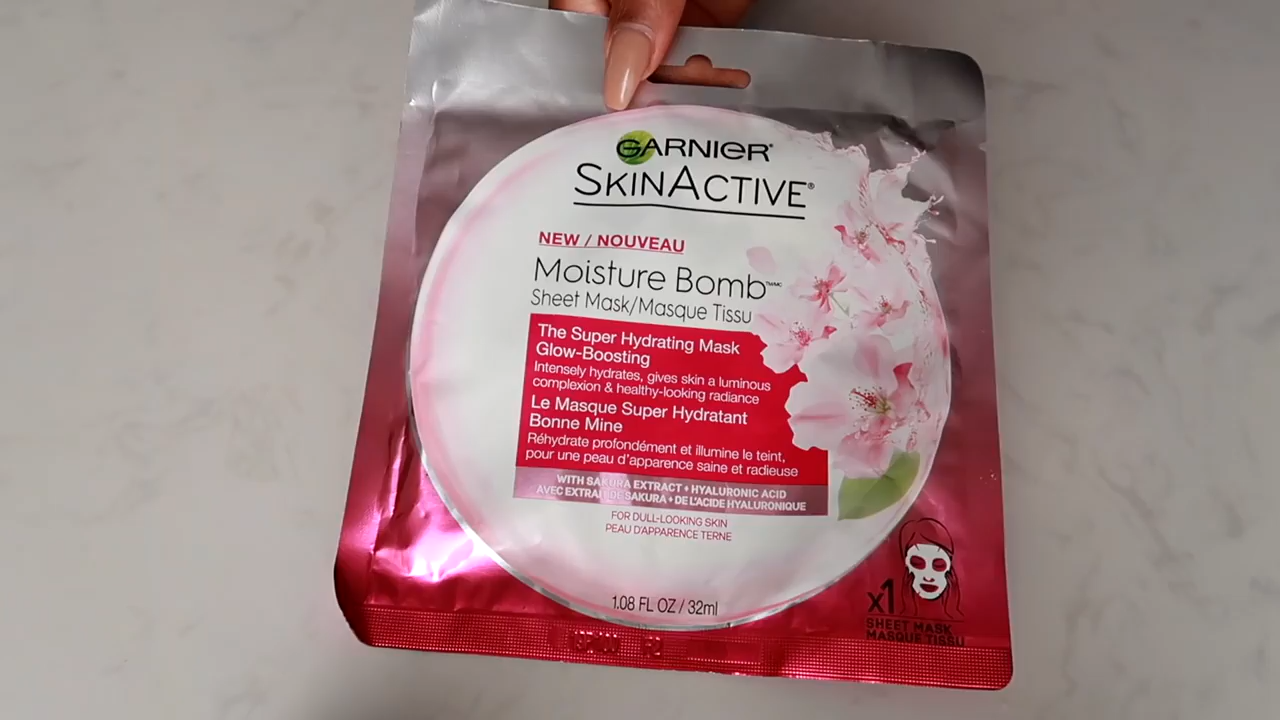 GARNIER®
SKINACTIVE®
NEW / NOUVEAU
Moisture Bomb™/MC
Sheet Mask/Masque Tissu
The Super Hydrating Mask
Glow-Boosting
Intensely hydrates, gives skin a luminous
complexion & healthy-looking radiance
Le Masque Super Hydratant
Bonne Mine
Réhydrate profondément et illumine le teint,
pour une peau d'apparence saine et radieuse
WITH SAKURA EXTRACT + HYALURONIC ACID
AVEC EXTRAIT DE SAKURA + DE L'ACIDE HYALURONIQUE
FOR DULL-LOOKING SKIN
PEAU D'APPARENCE TERNE
1.08 FL OZ / 32ml
x1
SHEET MASK
MASQUE TISSU